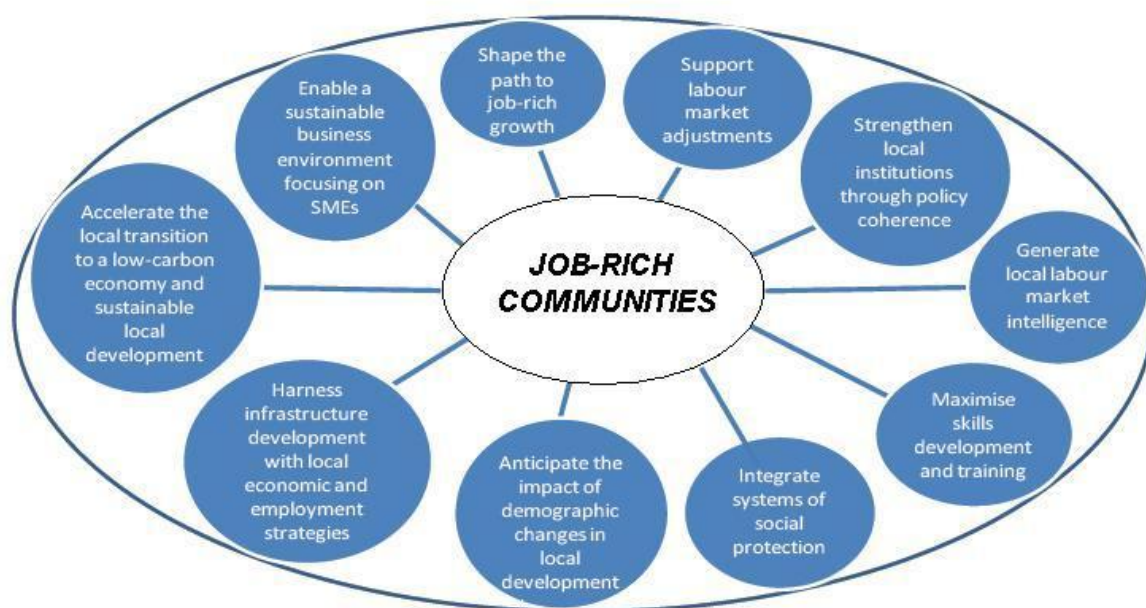 Shape the
path to
job-rich
growth
Support
labour
market
adjustments
Enable a
sustainable
business
environment
focusing on
SMEs
Strengthen
local
institutions
through policy
coherence
Accelerate the
local transition
to a low-carbon
economy and
sustainable
local
development
JOB-RICH
COMMUNITIES
Generate
local labour
market
intelligence
Harness
infrastructure
development
with local
economic and
employment
strategies
Maximise
skills
development
and training
Anticipate the
impact of
demographic
changes in
local
development
Integrate
systems of
social
protection